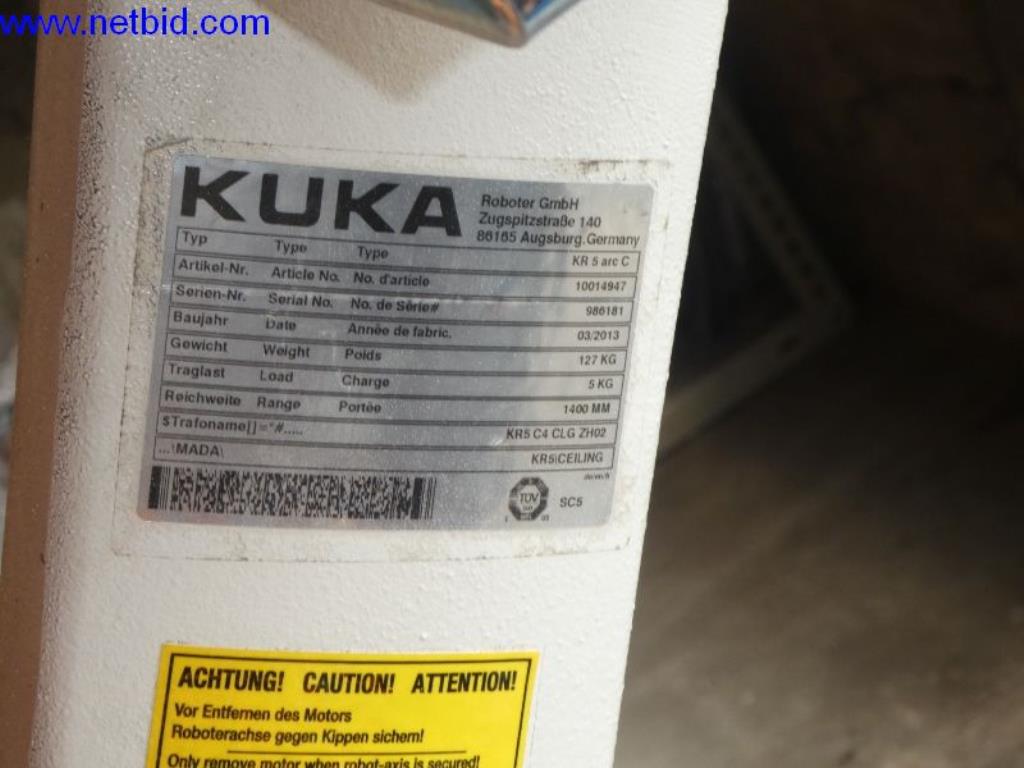 www.netbid.com
KUKA
Roboter GmbH
Zugspitzstraße 140
86165 Augsburg.Germany
Typ Type Type KR 5 arc C
Artikel-Nr. Article No. No. d'article 10014947
Serien-Nr. Serial No. No. de Série# 986181
Baujahr Date Année de fabric. 03/2013
Gewicht Weight Poids 127 KG
Traglast Load Charge 5 KG
Reichweite Range Portée 1400 MM
$Trafoname[]="#..... KR5 C4 CLG ZH02
...\MADA\ KR5\CEILING
TÜV
SC5
ACHTUNG! CAUTION! ATTENTION!
Vor Entfernen des Motors
Roboterachse gegen Kippen sichern!
Only remove motor when robot-axis is secured!